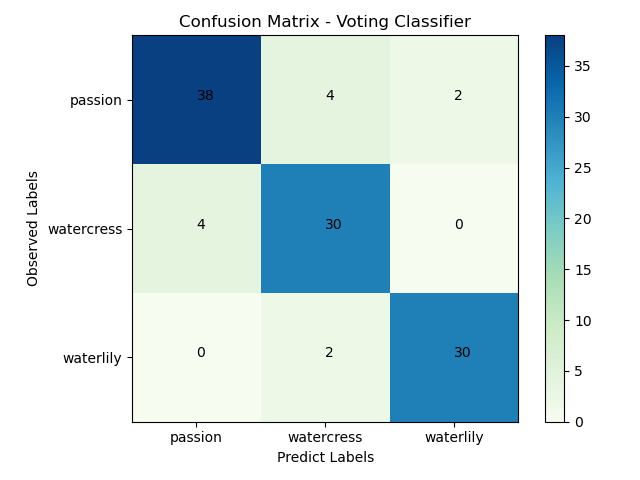 Confusion Matrix - Voting Classifier
Observed Labels
passion
38 4 2
watercress
4 30 0
waterlily
0 2 30
passion watercress waterlily
Predict Labels
35
30
25
20
15
10
5
0